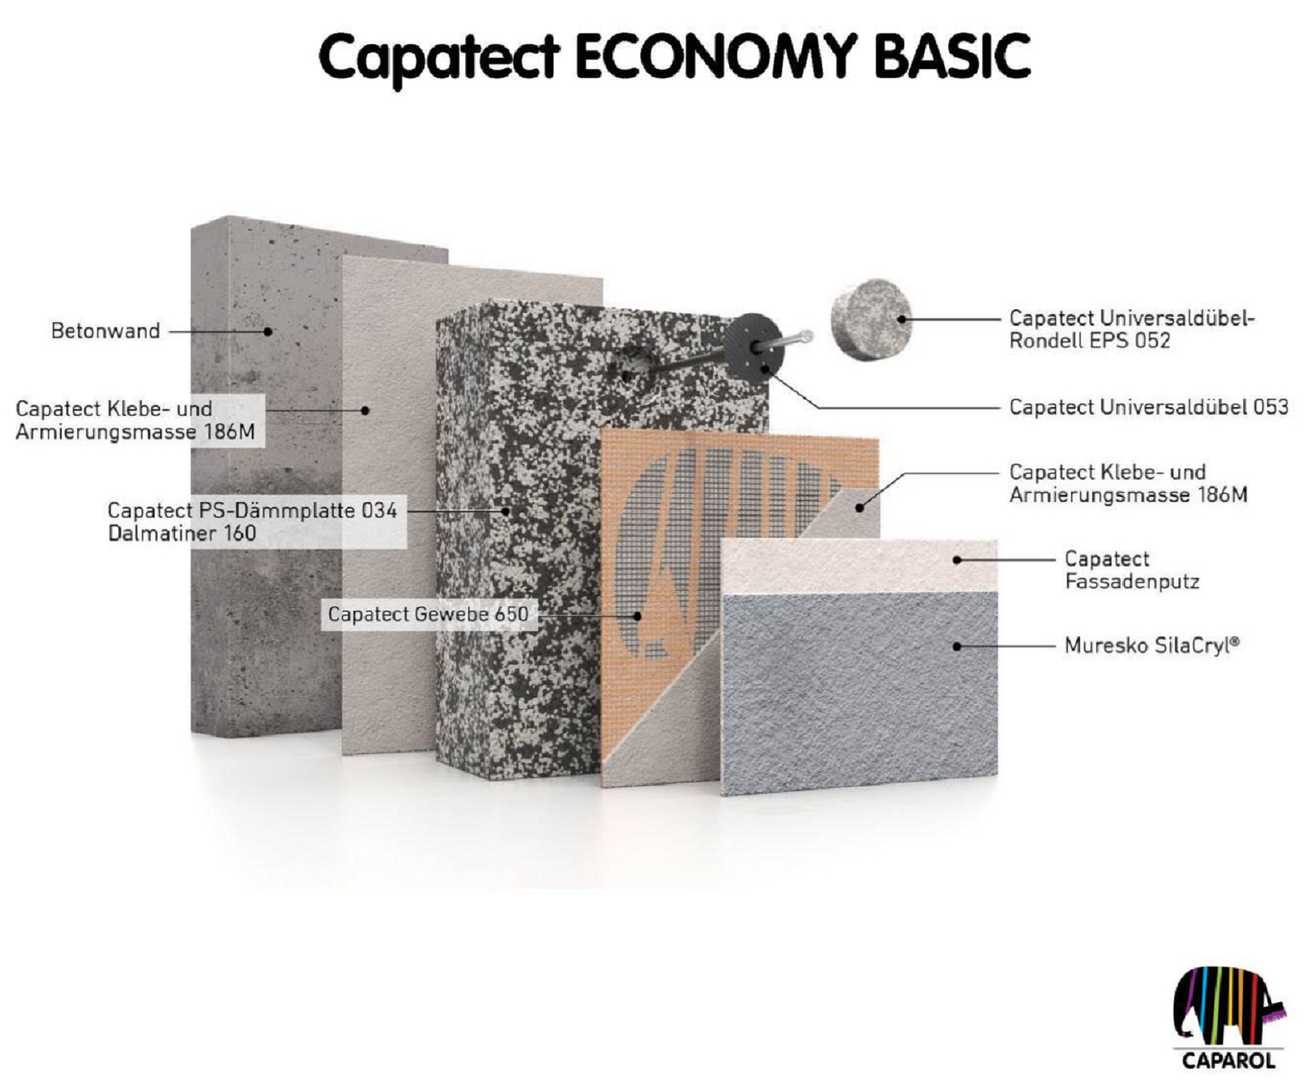 Capatect ECONOMY BASIC
Betonwand
Capatect Klebe- und
Armierungsmasse 186M
Capatect PS-Dämmplatte 034
Dalmatiner 160
Capatect Gewebe 650
Capatect Universaldübel-
Rondell EPS 052
Capatect Universaldübel 053
Capatect Klebe- und
Armierungsmasse 186M
Capatect
Fassadenputz
Muresko SilaCryl®
CAPAROL